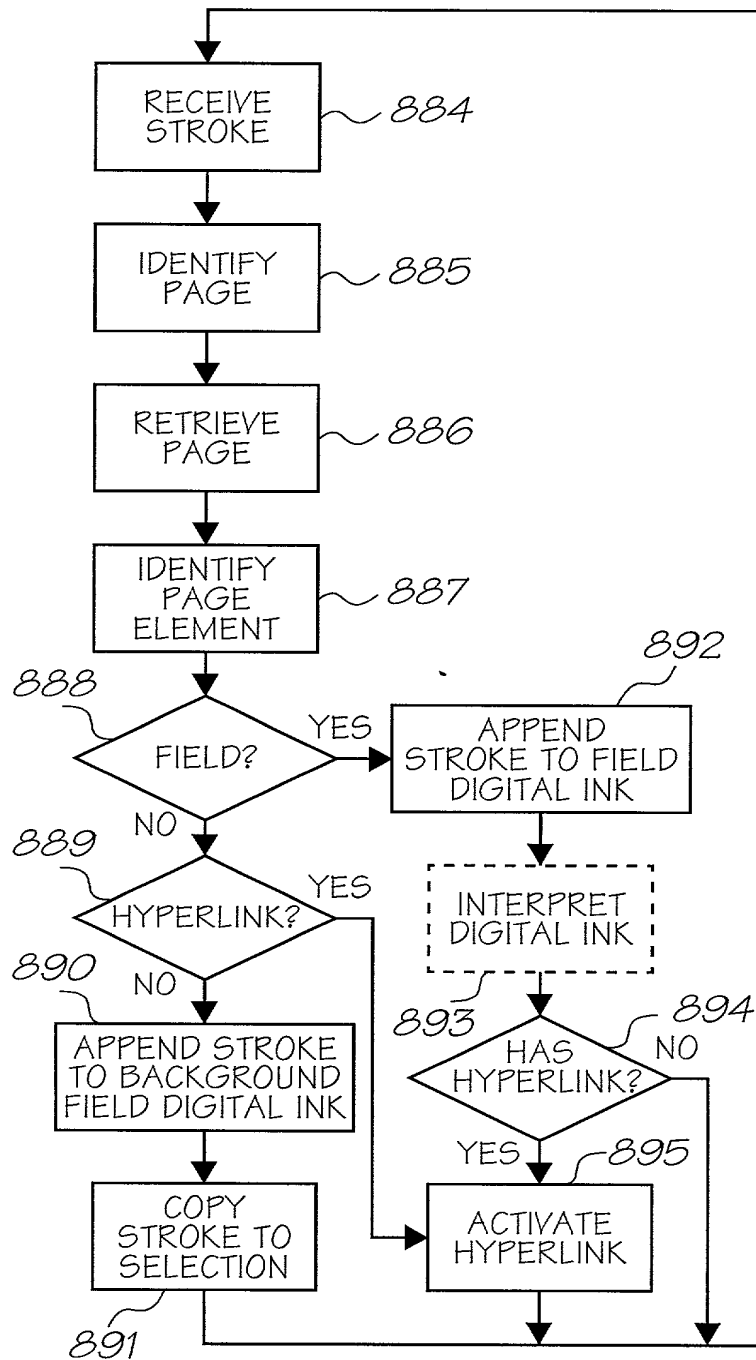 RECEIVE
STROKE
884
IDENTIFY
PAGE
885
RETRIEVE
PAGE
886
IDENTIFY
PAGE
ELEMENT
887
888
FIELD?
YES
NO
892
APPEND
STROKE TO FIELD
DIGITAL INK
889
HYPERLINK?
YES
NO
INTERPRET
DIGITAL INK
893
890
APPEND STROKE
TO BACKGROUND
FIELD DIGITAL INK
894
HAS
HYPERLINK?
NO
YES
COPY
STROKE TO
SELECTION
891
895
ACTIVATE
HYPERLINK